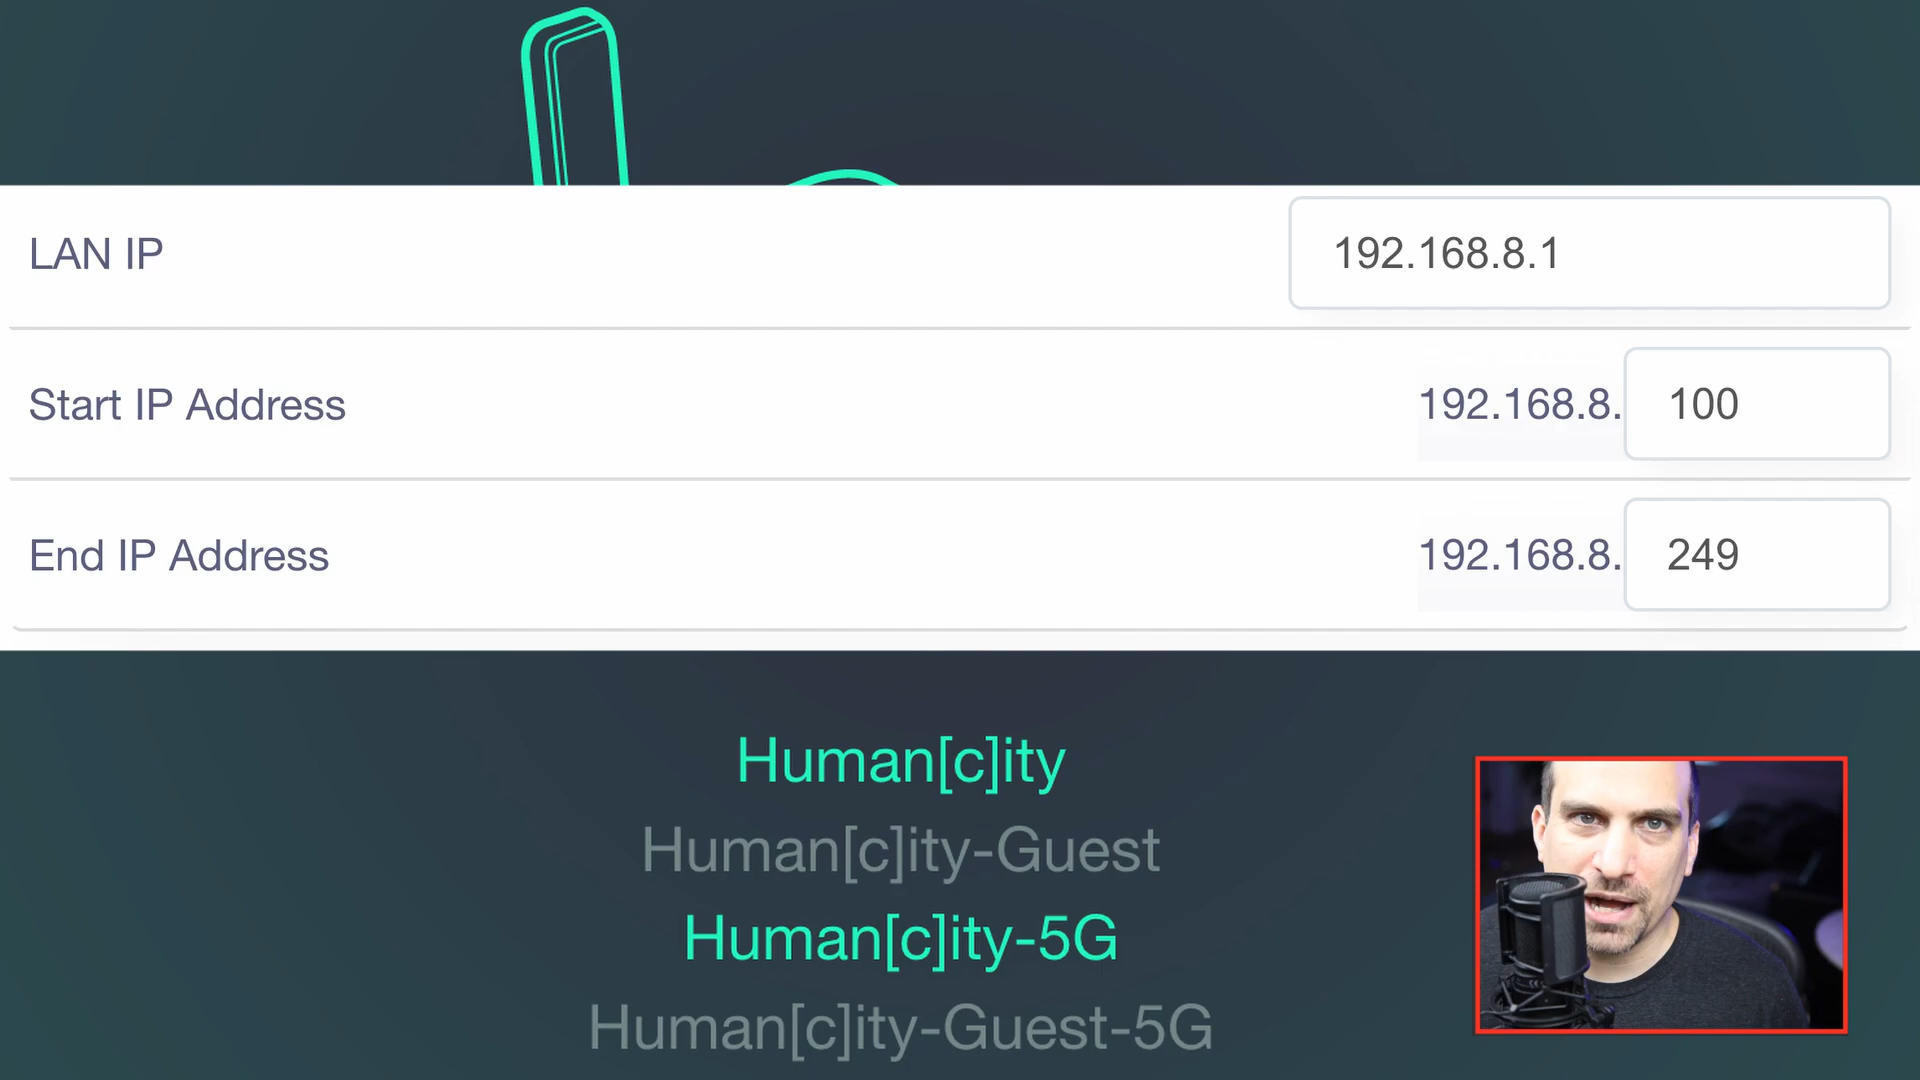 LAN IP 192.168.8.1
Start IP Address 192.168.8. 100
End IP Address 192.168.8. 249
Human[c]ity
Human[c]ity-Guest
Human[c]ity-5G
Human[c]ity-Guest-5G